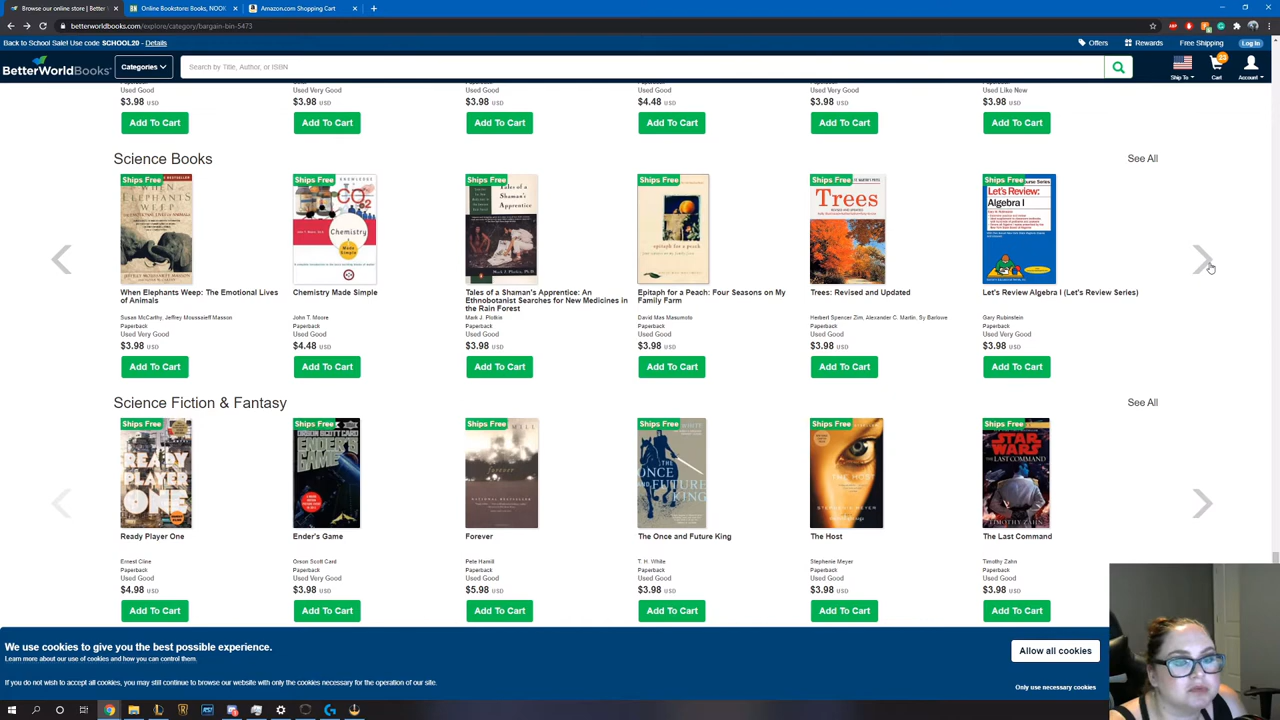 Browse our online store | Better
Online Bookstore: Books, NOOK
Amazon.com Shopping Cart
betterworldbooks.com/explore/category/bargain-bin-5473
Back to School Sale! Use code SCHOOL20 - Details
Offers Rewards Free Shipping Log In
BetterWorldBooks
Categories
Search by Title, Author, or ISBN
Ship To Cart Account
Used Good Used Very Good Used Good Used Good Used Very Good Used Like New
$3.98 USD $3.98 USD $3.98 USD $4.48 USD $3.98 USD $3.98 USD
Add To Cart Add To Cart Add To Cart Add To Cart Add To Cart Add To Cart
Science Books See All
Ships Free Ships Free Ships Free Ships Free Ships Free Ships Free
WHEN ELEPHANTS WEEP
Chemistry
MADE SIMPLE
Tales of a Shaman's Apprentice
epitaph for a peach
Trees
Let's Review:
Algebra I
When Elephants Weep: The Emotional Lives of Animals
Susan McCarthy, Jeffrey Moussaieff Masson
Paperback
Used Very Good
$3.98 USD
Add To Cart
Chemistry Made Simple
John T. Moore
Paperback
Used Good
$4.48 USD
Add To Cart
Tales of a Shaman's Apprentice: An
Ethnobotanist Searches for New Medicines in
the Rain Forest
Mark J. Plotkin
Paperback
Used Good
$3.98 USD
Add To Cart
Epitaph for a Peach: Four Seasons on My
Family Farm
David Mas Masumoto
Paperback
Used Good
$3.98 USD
Add To Cart
Trees: Revised and Updated
Herbert Spencer Zim, Alexander C. Martin, Sy Barlowe
Paperback
Used Good
$3.98 USD
Add To Cart
Let's Review Algebra I (Let's Review Series)
Gary Rubinstein
Paperback
Used Very Good
$3.98 USD
Add To Cart
Science Fiction & Fantasy See All
Ships Free Ships Free Ships Free Ships Free Ships Free Ships Free
READY PLAYER ONE
ORSON SCOTT CARD
ENDER'S GAME
forever
THE ONCE AND FUTURE KING
THE HOST
STEPHENIE MEYER
STAR WARS
THE LAST COMMAND
TIMOTHY ZAHN
Ready Player One
Ernest Cline
Paperback
Used Good
$4.98 USD
Add To Cart
Ender's Game
Orson Scott Card
Paperback
Used Very Good
$3.98 USD
Add To Cart
Forever
Pete Hamill
Paperback
Used Good
$5.98 USD
Add To Cart
The Once and Future King
T. H. White
Paperback
Used Good
$3.98 USD
Add To Cart
The Host
Stephenie Meyer
Paperback
Used Good
$3.98 USD
Add To Cart
The Last Command
Timothy Zahn
Paperback
Used Good
$3.98 USD
Add To Cart
We use cookies to give you the best possible experience.
Learn more about our use of cookies and how you can control them.
If you do not wish to accept all cookies, you may still continue to browse our website with only the cookies necessary for the operation of our site.
Allow all cookies
Only use necessary cookies